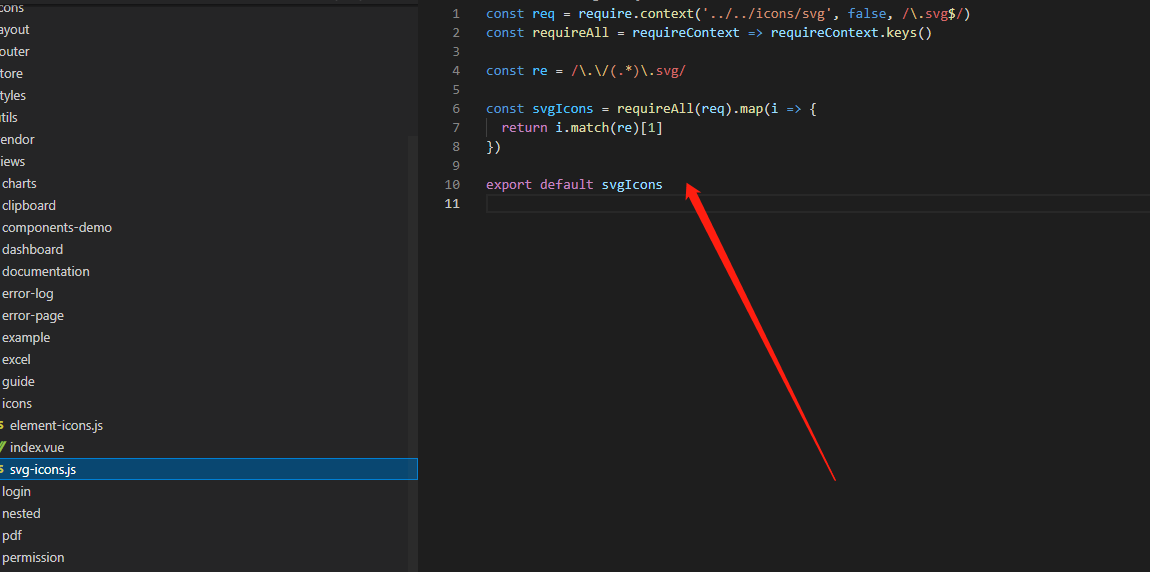 cons
ayout
outer
tore
tyles
tils
endor
iews
charts
clipboard
components-demo
dashboard
documentation
error-log
error-page
example
excel
guide
icons
element-icons.js
index.vue
svg-icons.js
login
nested
pdf
permission
1 const req = require.context('../../icons/svg', false, /\.svg$/)
2 const requireAll = requireContext => requireContext.keys()
3
4 const re = /\.\/(.*)\.svg/
5
6 const svgIcons = requireAll(req).map(i => {
7 return i.match(re)[1]
8 })
9
10 export default svgIcons
11